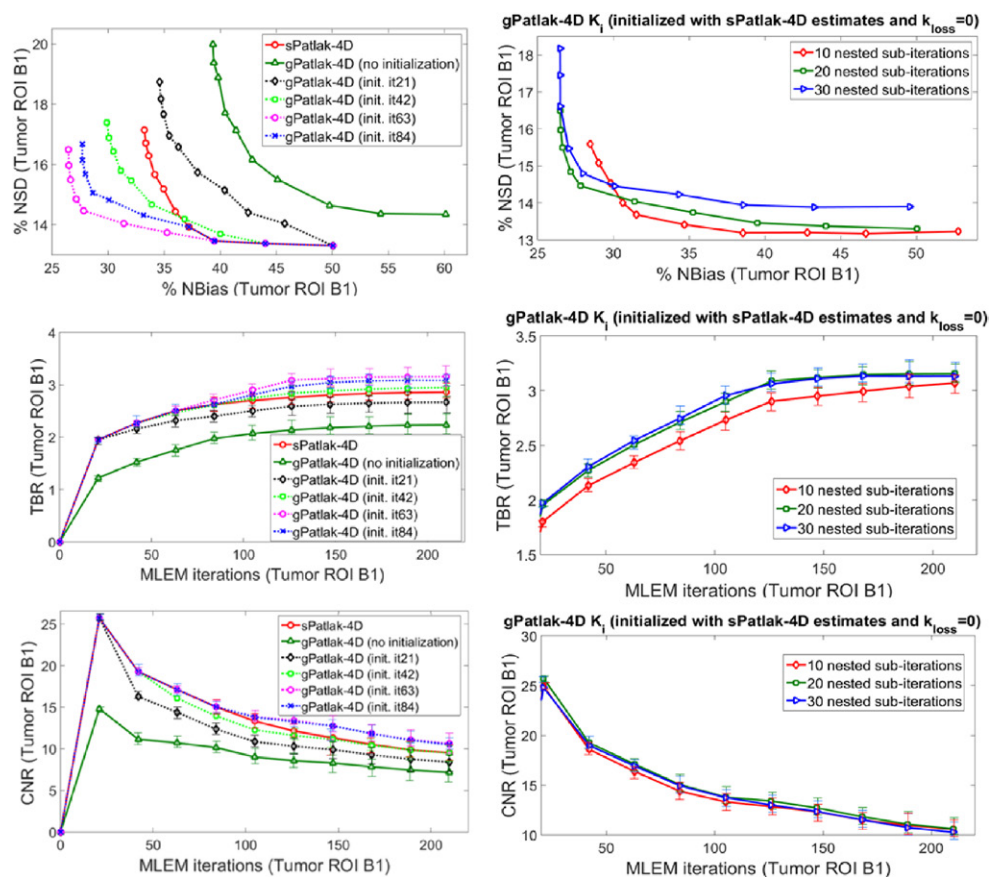 20
18
16
14
25 30 35 40 45 50 55 60
% NSD (Tumor ROI B1)
% NBias (Tumor ROI B1)
sPatlak-4D
gPatlak-4D (no initialization)
gPatlak-4D (init. it21)
gPatlak-4D (init. it42)
gPatlak-4D (init. it63)
gPatlak-4D (init. it84)
gPatlak-4D Ki (initialized with sPatlak-4D estimates and kloss=0)
19
18
17
16
15
14
13
25 30 35 40 45 50
% NSD (Tumor ROI B1)
% NBias (Tumor ROI B1)
10 nested sub-iterations
20 nested sub-iterations
30 nested sub-iterations
4
3
2
1
0
0 50 100 150 200
TBR (Tumor ROI B1)
MLEM iterations (Tumor ROI B1)
sPatlak-4D
gPatlak-4D (no initialization)
gPatlak-4D (init. it21)
gPatlak-4D (init. it42)
gPatlak-4D (init. it63)
gPatlak-4D (init. it84)
gPatlak-4D Ki (initialized with sPatlak-4D estimates and kloss=0)
3.5
3
2.5
2
1.5
50 100 150 200
TBR (Tumor ROI B1)
MLEM iterations (Tumor ROI B1)
10 nested sub-iterations
20 nested sub-iterations
30 nested sub-iterations
25
20
15
10
5
0
0 50 100 150 200
CNR (Tumor ROI B1)
MLEM iterations (Tumor ROI B1)
sPatlak-4D
gPatlak-4D (no initialization)
gPatlak-4D (init. it21)
gPatlak-4D (init. it42)
gPatlak-4D (init. it63)
gPatlak-4D (init. it84)
gPatlak-4D Ki (initialized with sPatlak-4D estimates and kloss=0)
30
25
20
15
10
50 100 150 200
CNR (Tumor ROI B1)
MLEM iterations (Tumor ROI B1)
10 nested sub-iterations
20 nested sub-iterations
30 nested sub-iterations